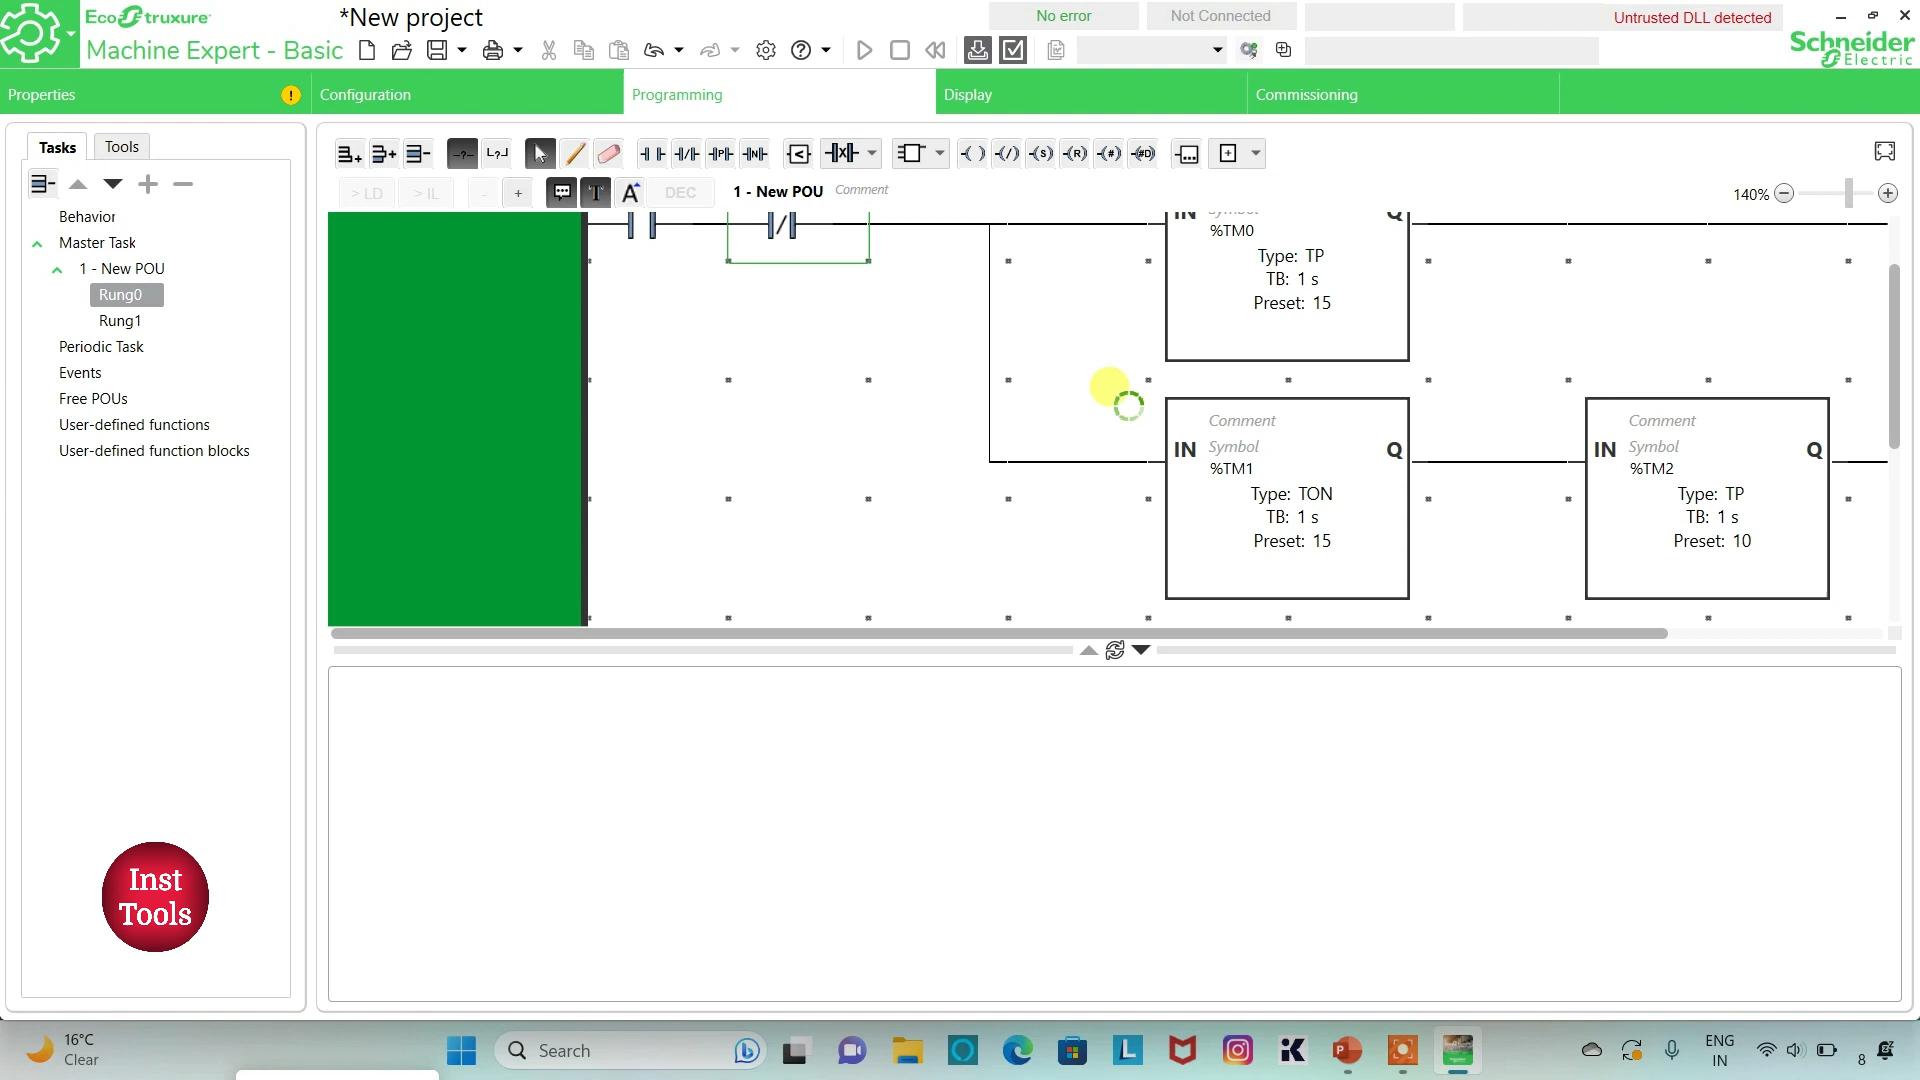 EcoStruxure
Machine Expert - Basic
*New project
No error
Not Connected
Untrusted DLL detected
Schneider
Electric
Properties
Configuration
Programming
Display
Commissioning
Tasks
Tools
> LD
> IL
DEC
1 - New POU
Comment
140%
Behavior
Master Task
1 - New POU
Rung0
Rung1
Periodic Task
Events
Free POUs
User-defined functions
User-defined function blocks
IN
Symbol
Q
%TM0
Type: TP
TB: 1 s
Preset: 15
Comment
IN
Symbol
Q
%TM1
Type: TON
TB: 1 s
Preset: 15
Comment
IN
Symbol
Q
%TM2
Type: TP
TB: 1 s
Preset: 10
Inst
Tools
16°C
Clear
Search
ENG
IN
8